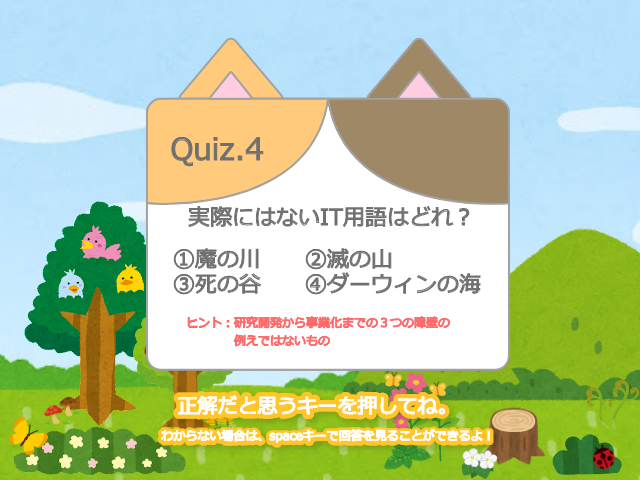 Quiz.4
実際にはないIT用語はどれ？
①魔の川　　②滅の山
③死の谷　　④ダーウィンの海
ヒント：研究開発から事業化までの３つの障壁の
例えではないもの
正解だと思うキーを押してね。
わからない場合は、spaceキーで回答を見ることができるよ！